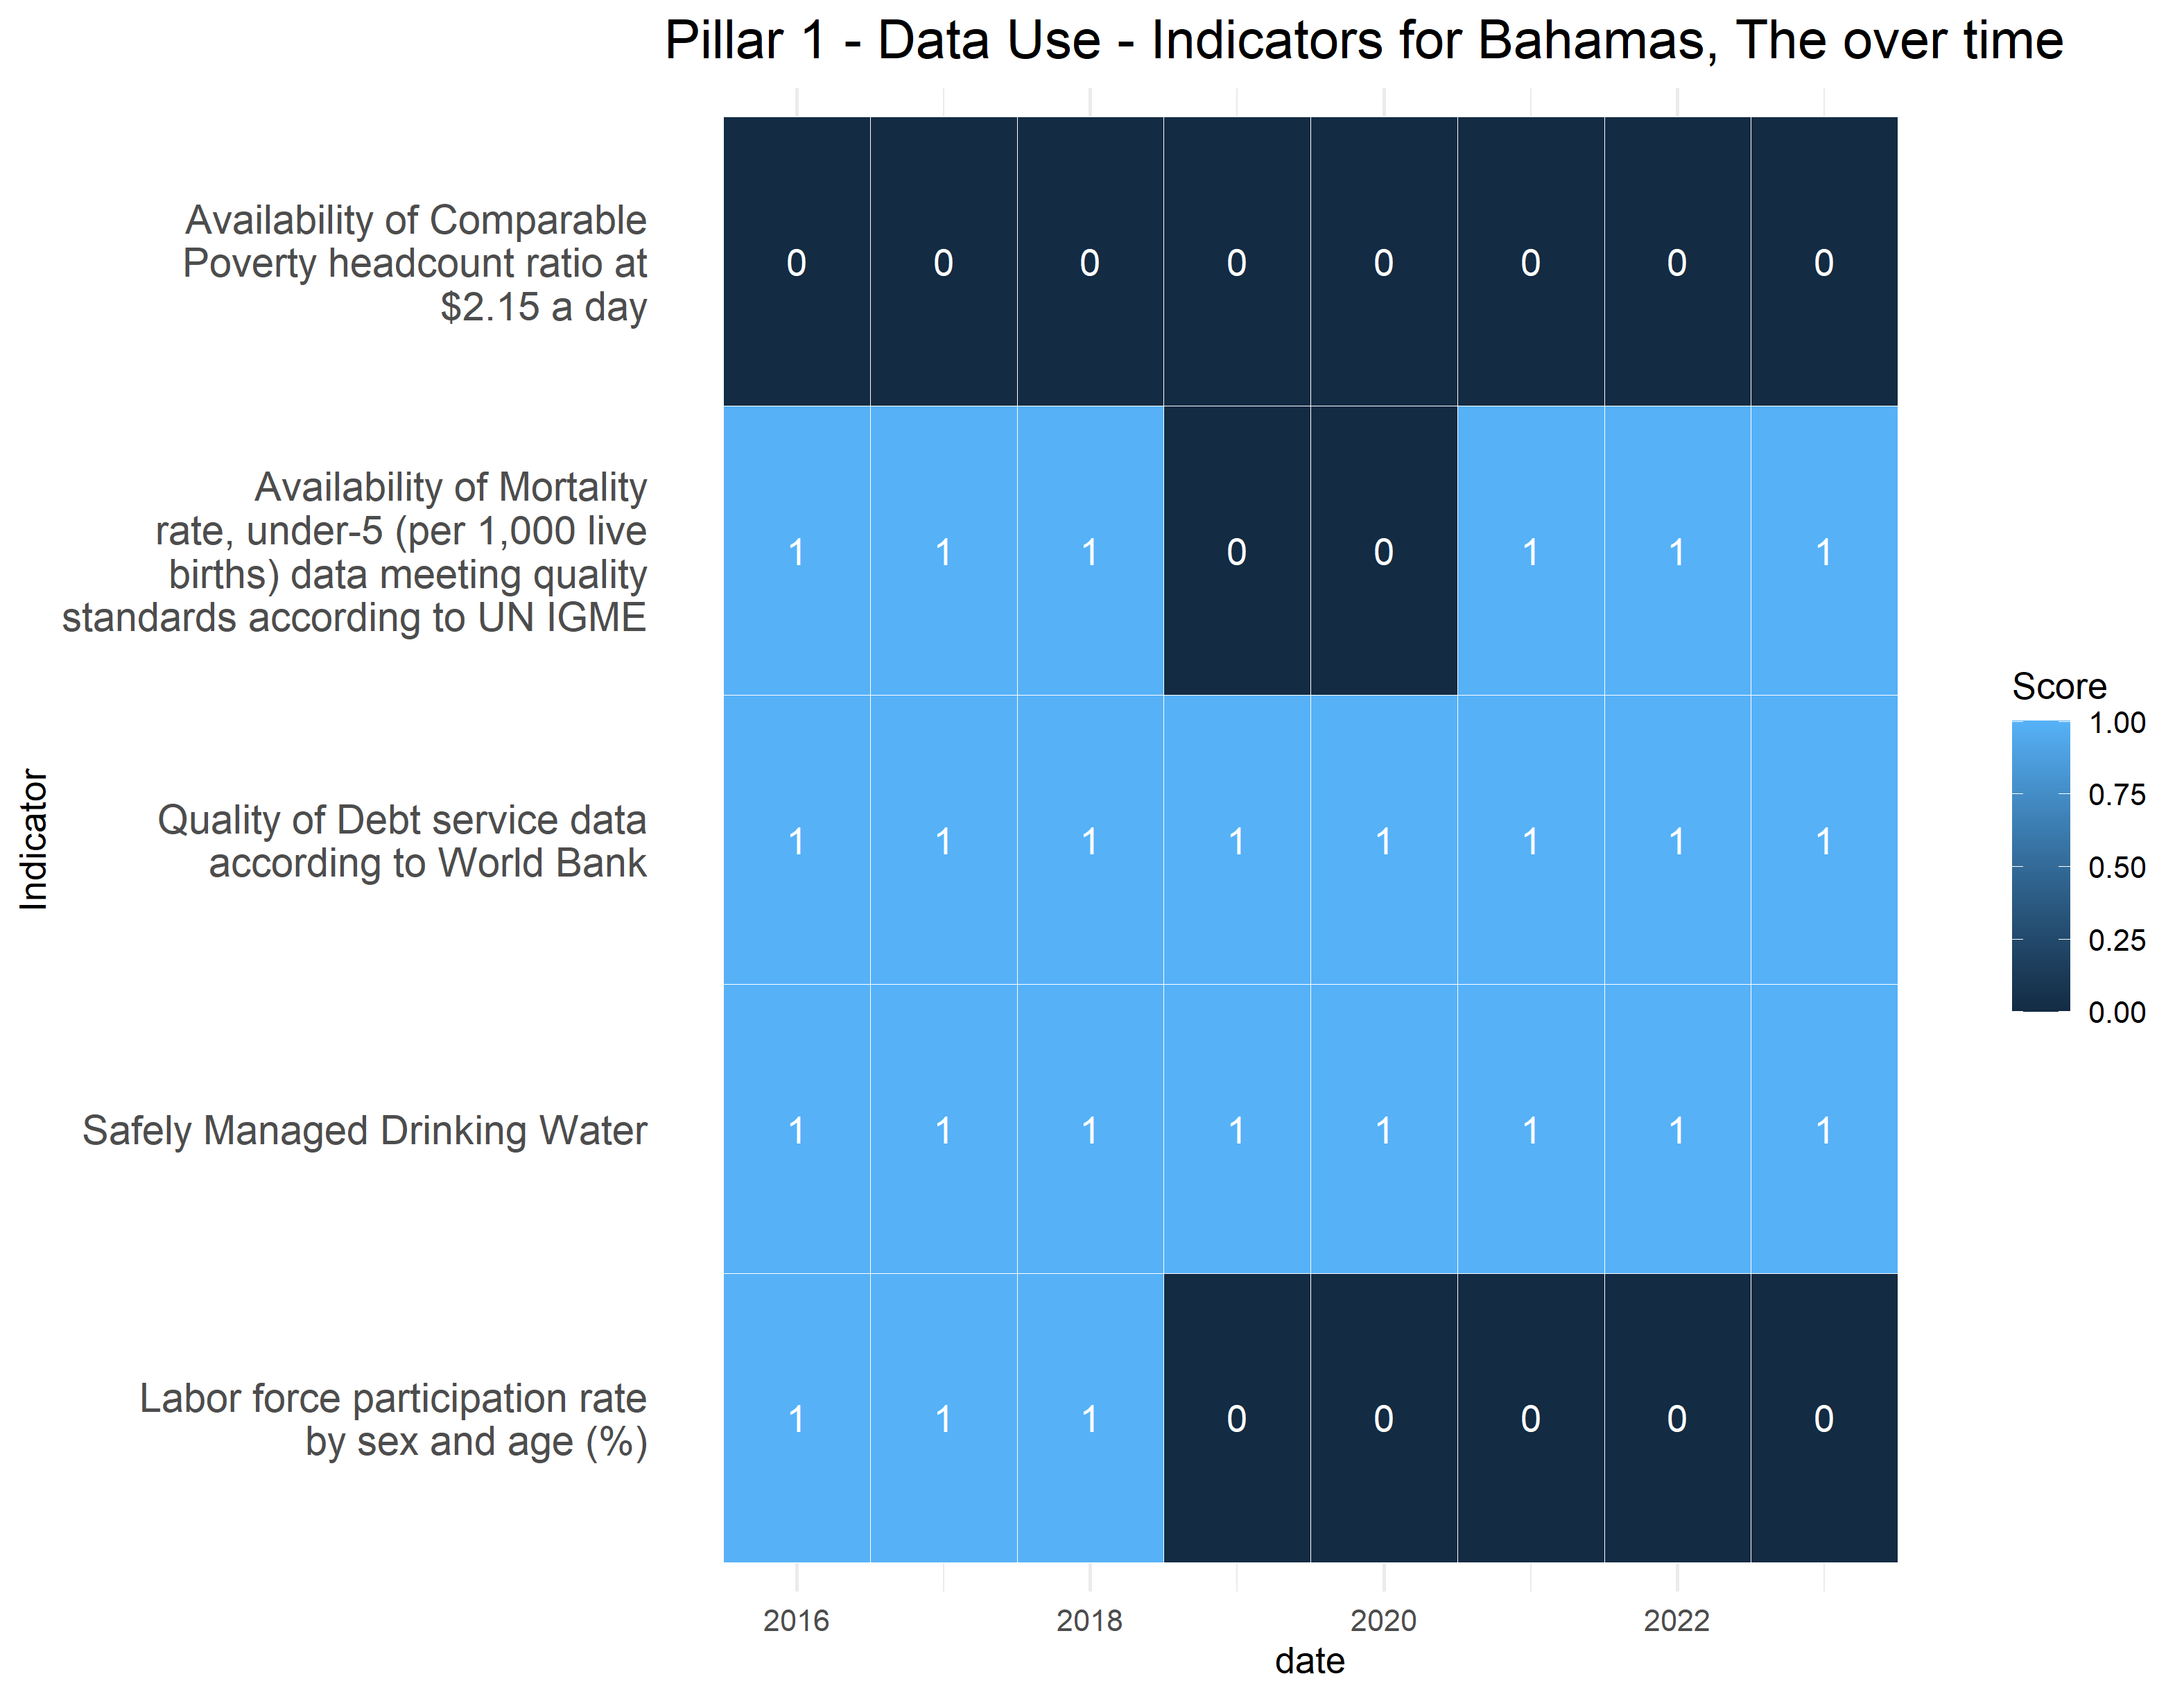 Pillar 1 - Data Use - Indicators for Bahamas, The over time
Indicator
Availability of Comparable
Poverty headcount ratio at
$2.15 a day
0 0 0 0 0 0 0 0
Availability of Mortality
rate, under-5 (per 1,000 live
births) data meeting quality
standards according to UN IGME
1 1 1 0 0 1 1 1
Quality of Debt service data
according to World Bank
1 1 1 1 1 1 1 1
Safely Managed Drinking Water
1 1 1 1 1 1 1 1
Labor force participation rate
by sex and age (%)
1 1 1 0 0 0 0 0
2016 2018 2020 2022
date
Score
1.00
0.75
0.50
0.25
0.00